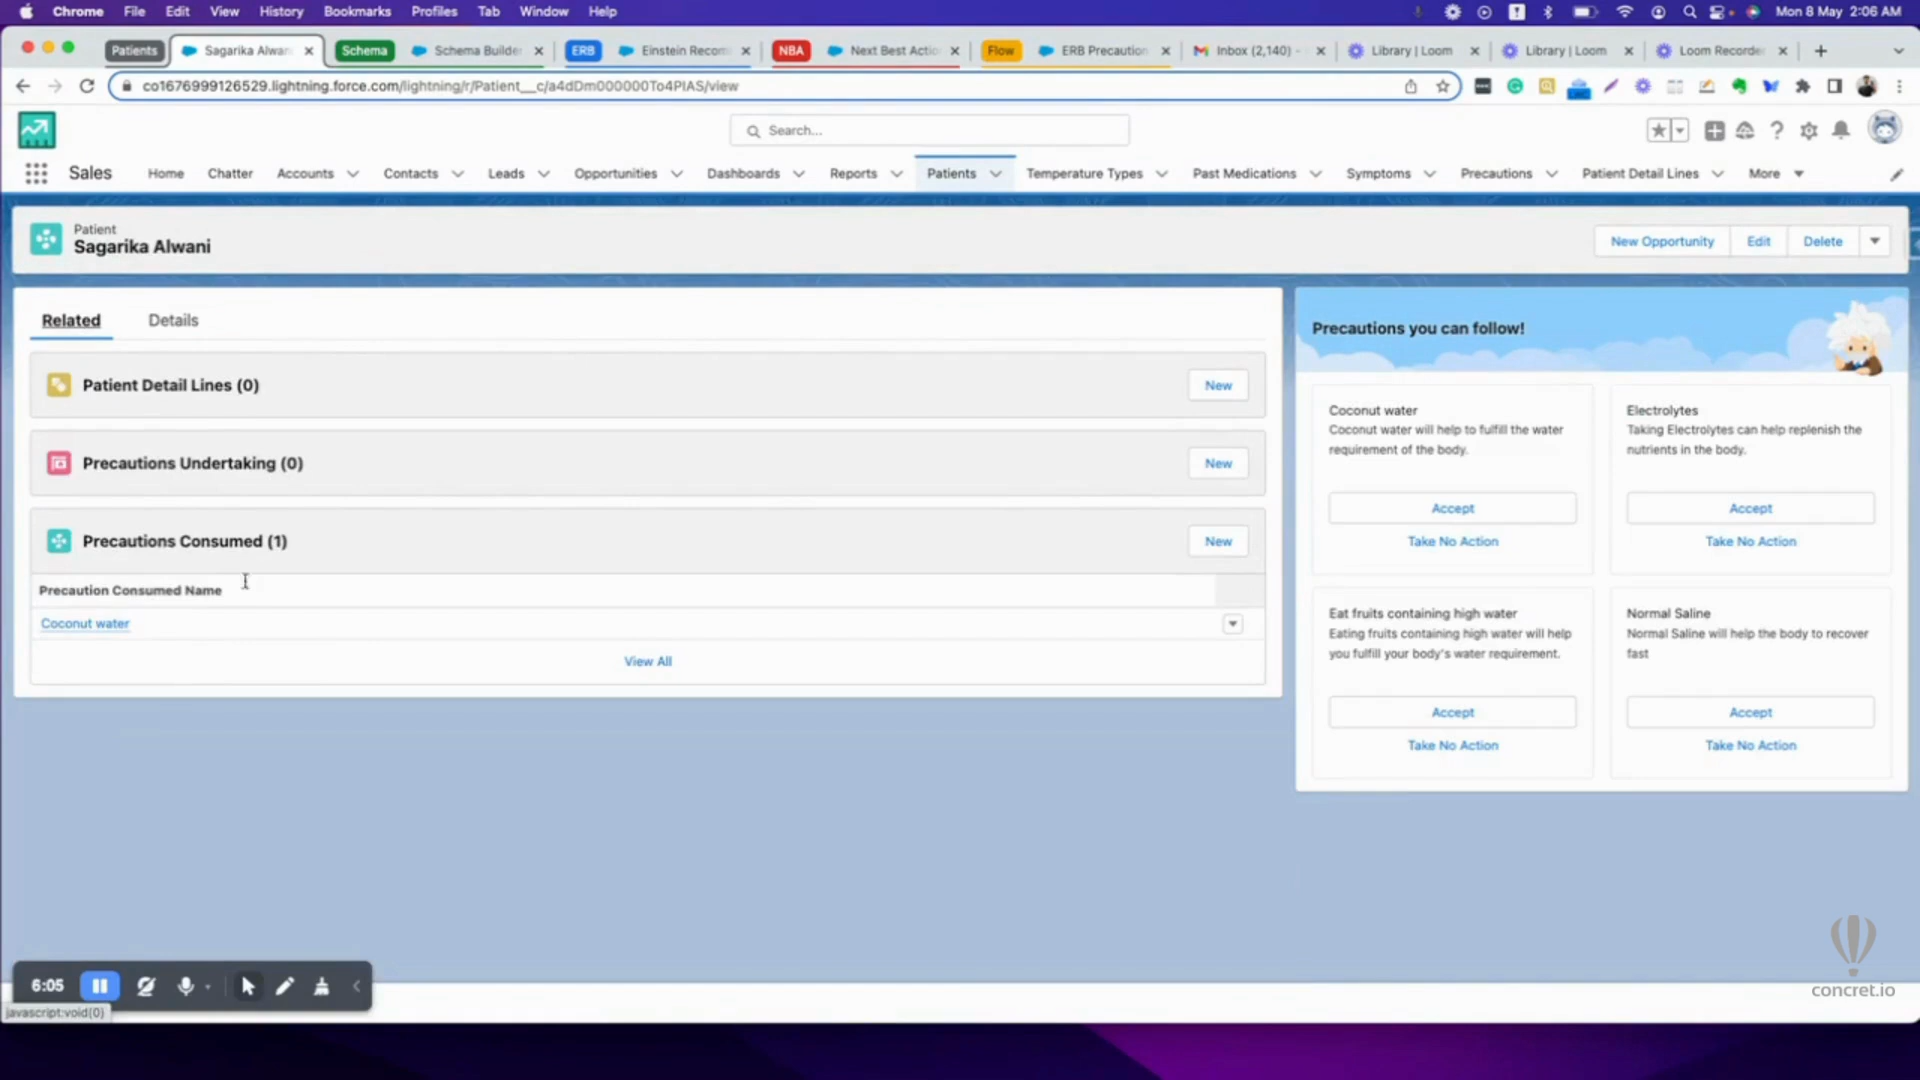 Chrome File Edit View History Bookmarks Profiles Tab Window Help Mon 8 May 2:06 AM
Patients Sagarika Alwan Schema Schema Builder ERB Einstein Recom NBA Next Best Actio Flow ERB Precaution Inbox (2,140) - Library | Loom Library | Loom Loom Recorde
co1676999126529.lightning.force.com/lightning/r/Patient__c/a4dDm000000To4PIAS/view
Search...
Sales Home Chatter Accounts Contacts Leads Opportunities Dashboards Reports Patients Temperature Types Past Medications Symptoms Precautions Patient Detail Lines More
Patient
Sagarika Alwani
New Opportunity Edit Delete
Related Details
Patient Detail Lines (0)
New
Precautions Undertaking (0)
New
Precautions Consumed (1)
New
Precaution Consumed Name
Coconut water
View All
Precautions you can follow!
Coconut water
Coconut water will help to fulfill the water
requirement of the body.
Accept
Take No Action
Electrolytes
Taking Electrolytes can help replenish the
nutrients in the body.
Accept
Take No Action
Eat fruits containing high water
Eating fruits containing high water will help
you fulfill your body's water requirement.
Accept
Take No Action
Normal Saline
Normal Saline will help the body to recover
fast
Accept
Take No Action
6:05
javascript:void(0)
concret.io